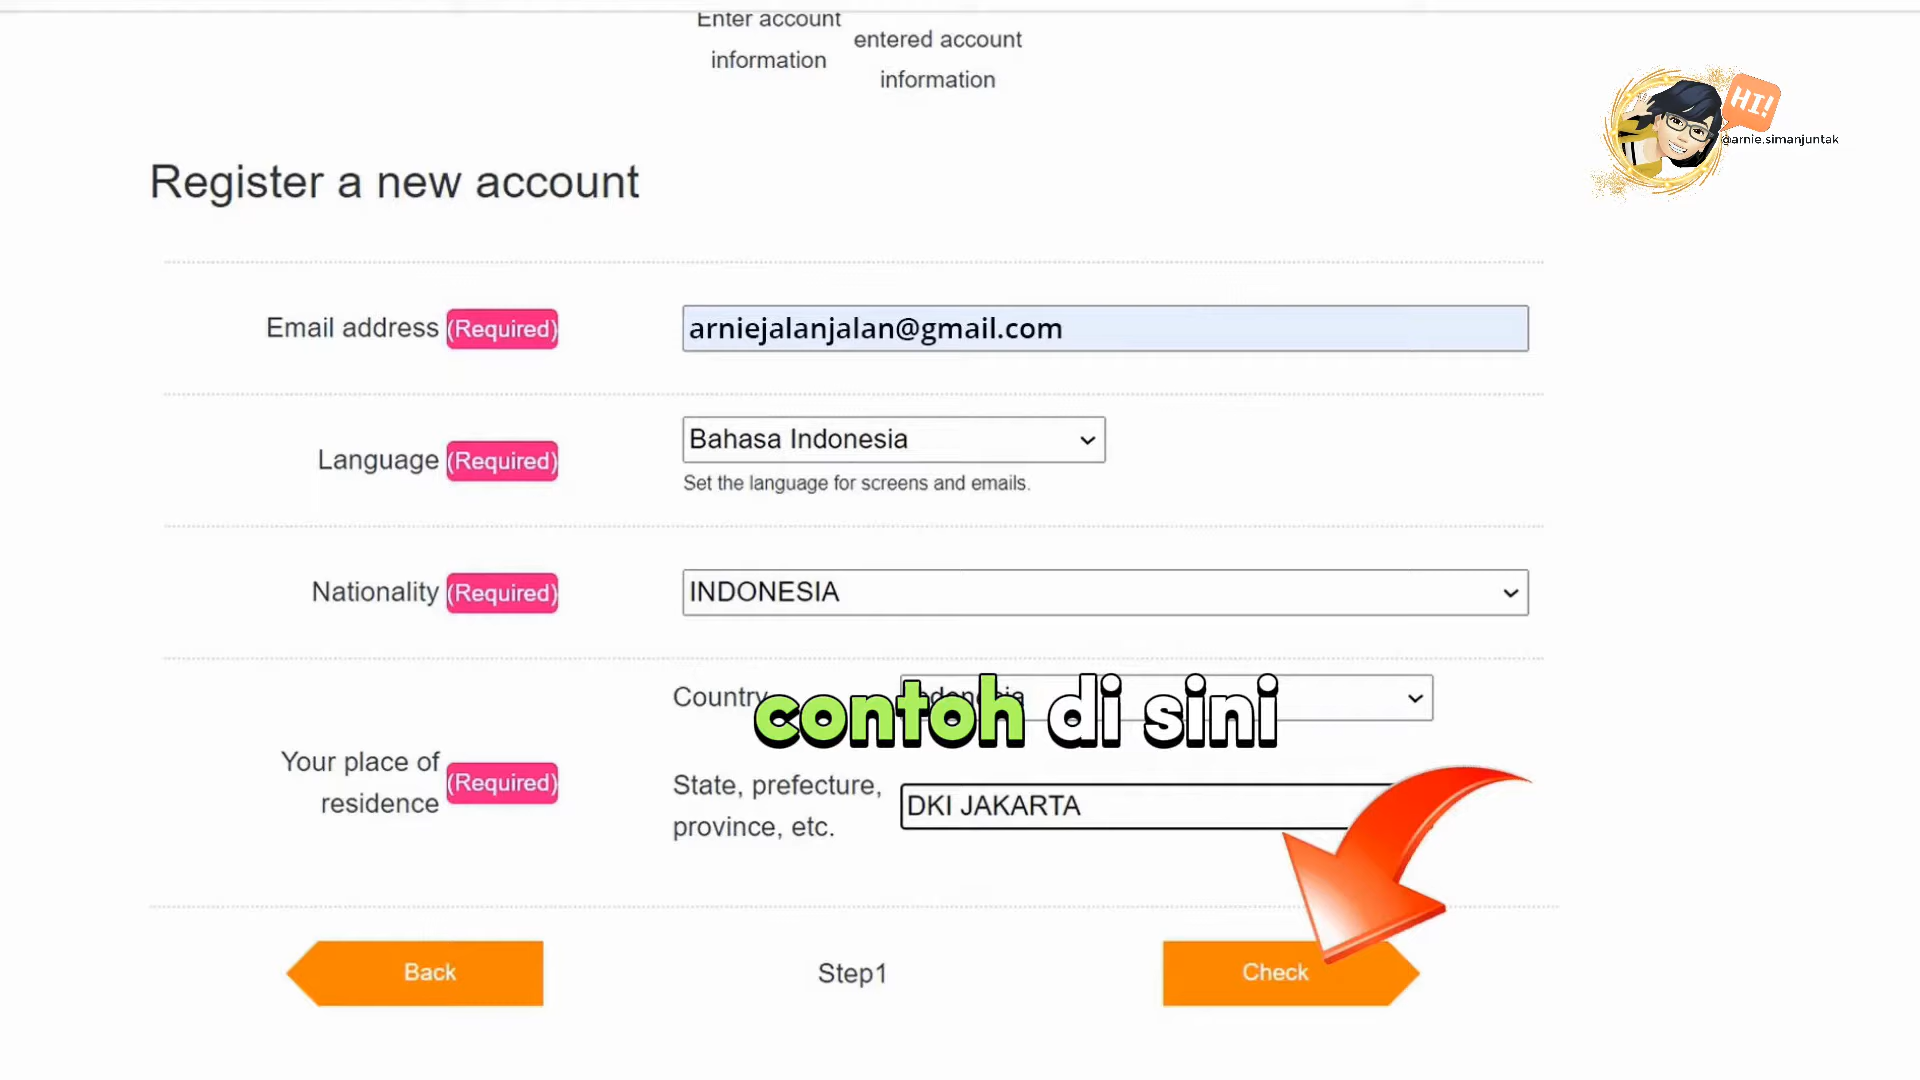 Enter account
information
entered account
information
HI!
@arnie.simanjuntak
Register a new account
Email address (Required)
arniejalanjalan@gmail.com
Language (Required)
Bahasa Indonesia
Set the language for screens and emails.
Nationality (Required)
INDONESIA
Your place of
residence
(Required)
Country
Indonesia
contoh di sini
State, prefecture,
province, etc.
DKI JAKARTA
Back
Step1
Check